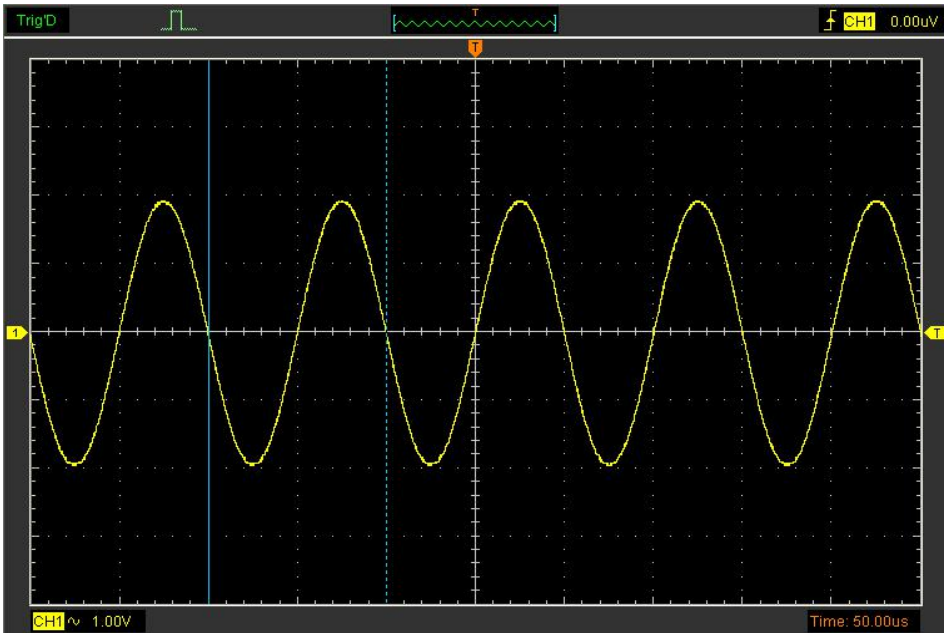 Trig'D
T
CH1 0.00uV
T
1
T
CH1 ~ 1.00V
Time: 50.00us